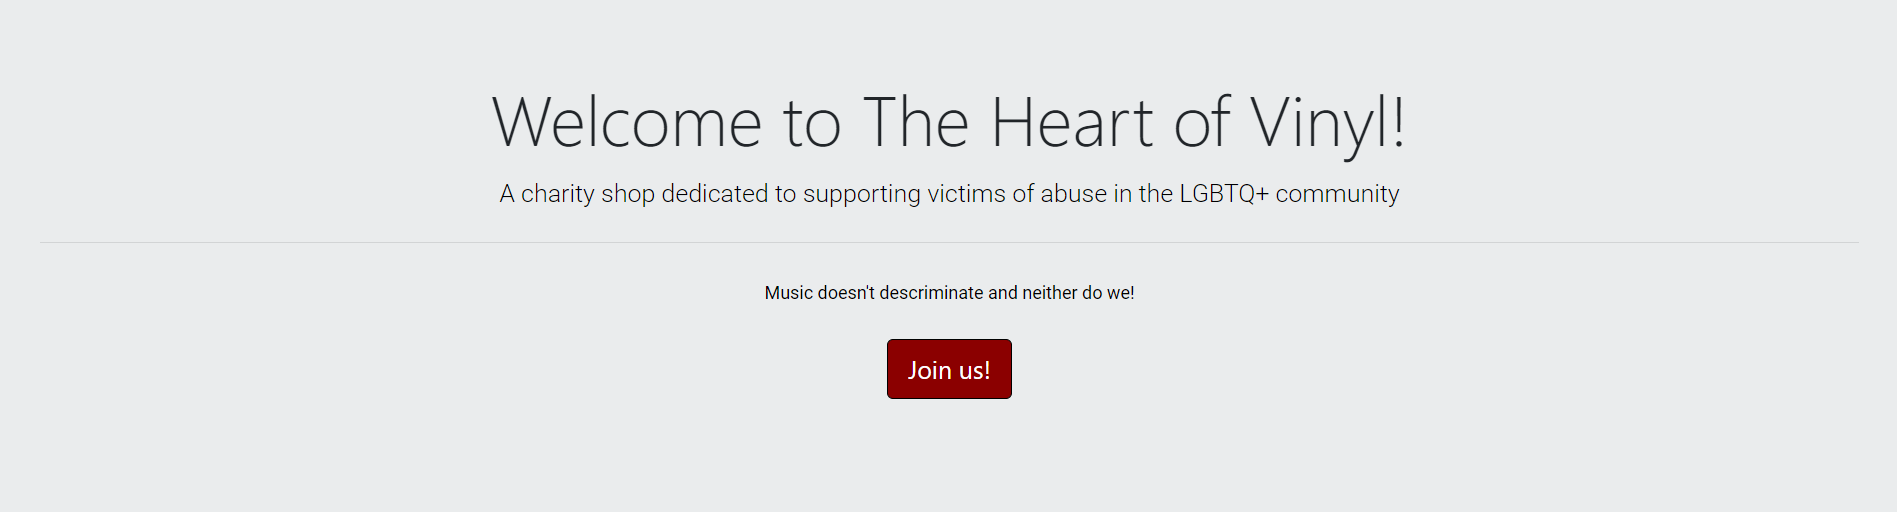 Welcome to The Heart of Vinyl!
A charity shop dedicated to supporting victims of abuse in the LGBTQ+ community
Music doesn't descriminate and neither do we!
Join us!